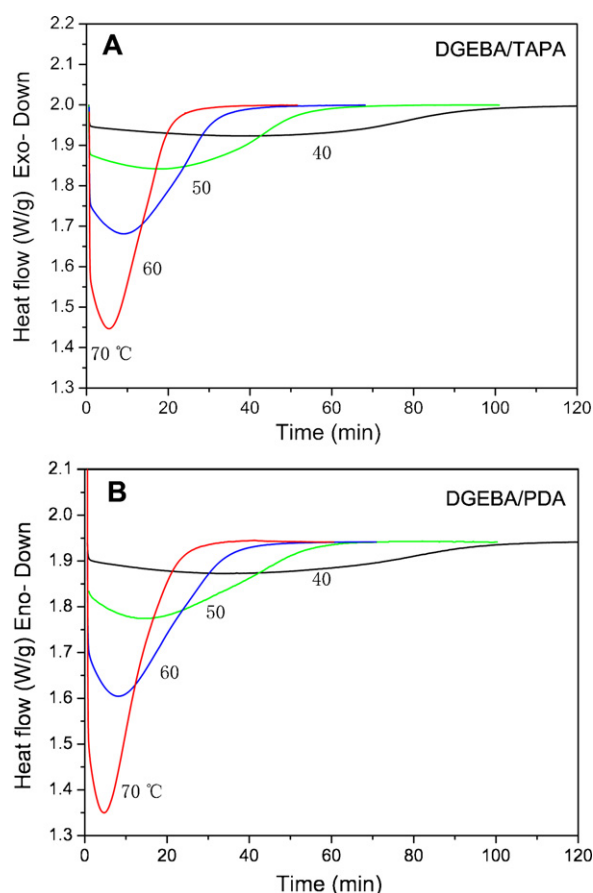 A
DGEBA/TAPA
Heat flow (W/g) Exo- Down
2.1
2.0
1.9
1.8
1.7
1.6
1.5
1.4
1.3
40
50
60
70 ℃
0 20 40 60 80 100 120
Time (min)
B
DGEBA/PDA
Heat flow (W/g) Eno- Down
2.1
2.0
1.9
1.8
1.7
1.6
1.5
1.4
1.3
40
50
60
70 ℃
0 20 40 60 80 100 120
Time (min)